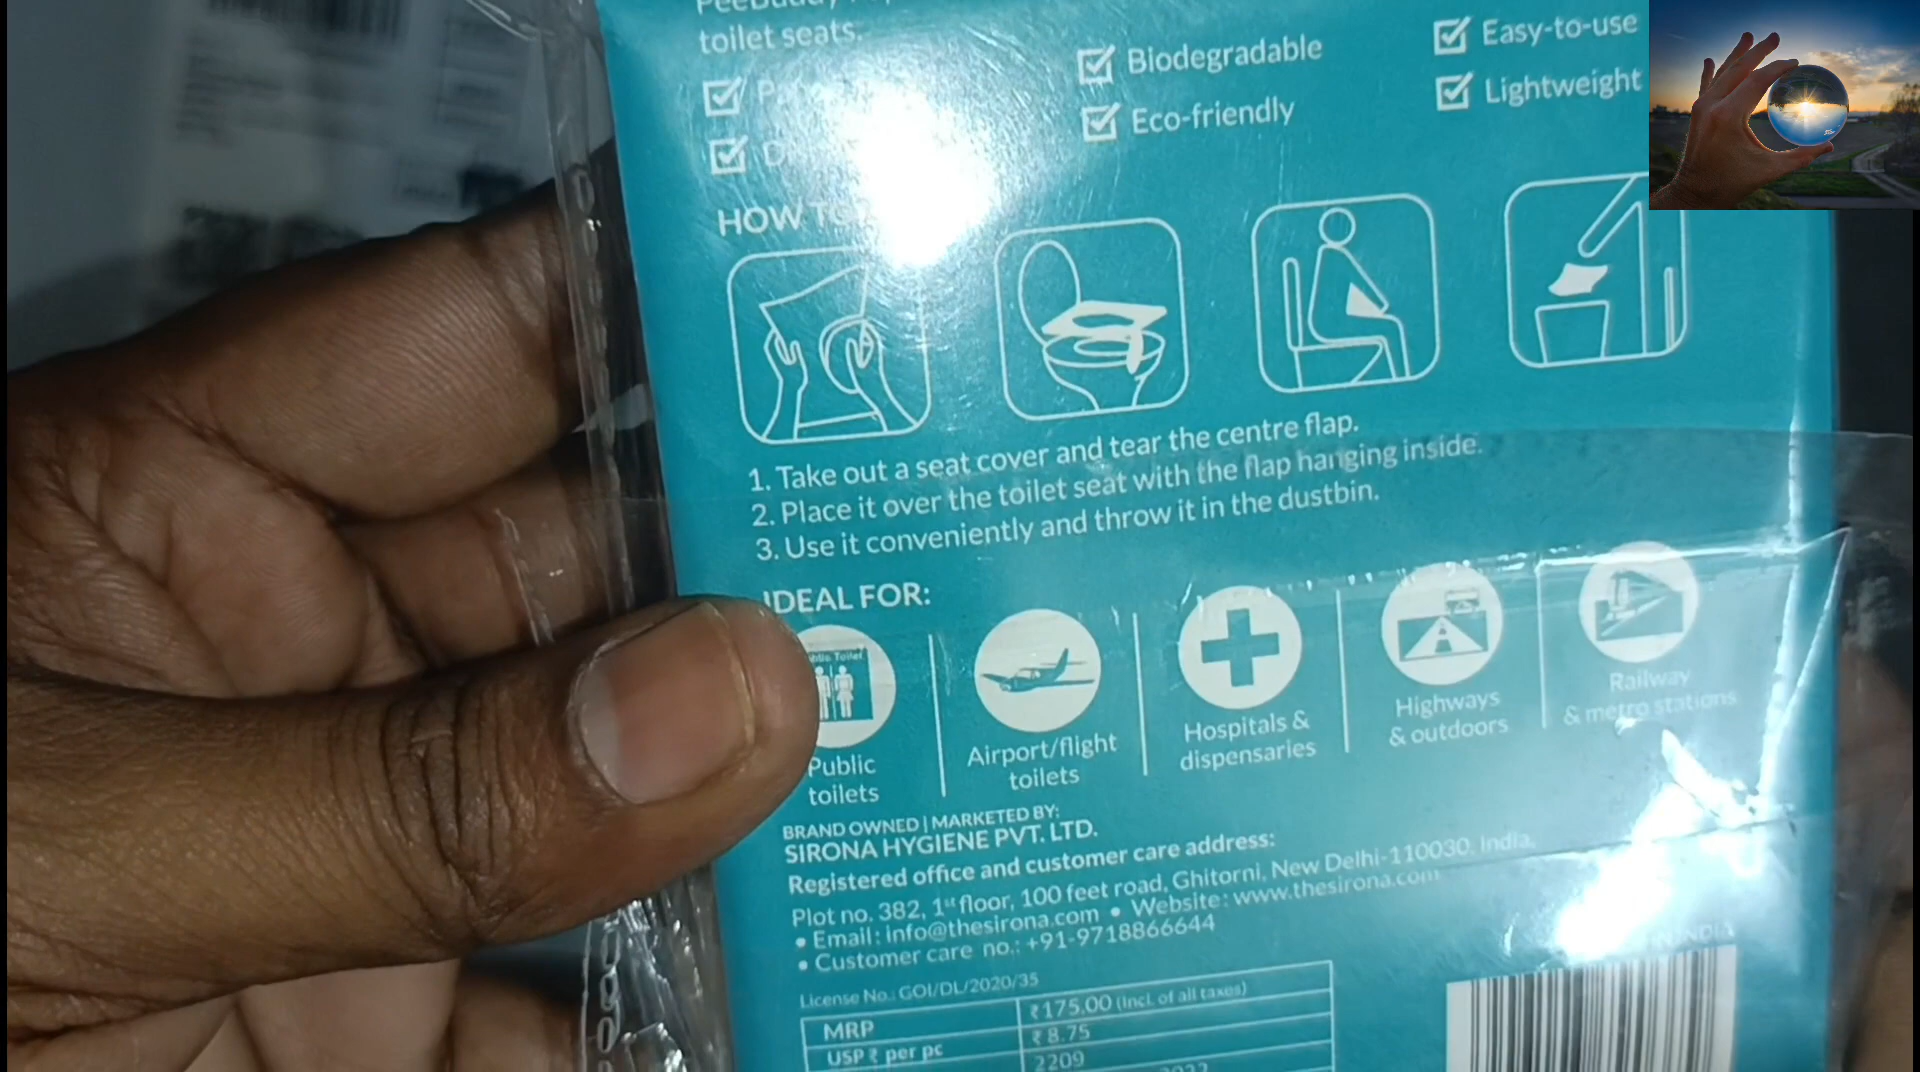 toilet seats.
Biodegradable
Easy-to-use
Eco-friendly
Lightweight
HOW TO
1. Take out a seat cover and tear the centre flap.
2. Place it over the toilet seat with the flap hanging inside.
3. Use it conveniently and throw it in the dustbin.
IDEAL FOR:
Toilet
Public toilets
Airport/flight toilets
Hospitals & dispensaries
Highways & outdoors
Railway & metro stations
BRAND OWNED | MARKETED BY:
SIRONA HYGIENE PVT. LTD.
Registered office and customer care address:
Plot no. 382, 1st floor, 100 feet road, Ghitorni, New Delhi-110030. India.
• Email: info@thesirona.com • Website: www.thesirona.com
• Customer care no.: +91-9718866644
License No.: GOI/DL/2020/35
MRP ₹175.00 (Incl. of all taxes)
USP ₹ per pc ₹ 8.75
2209